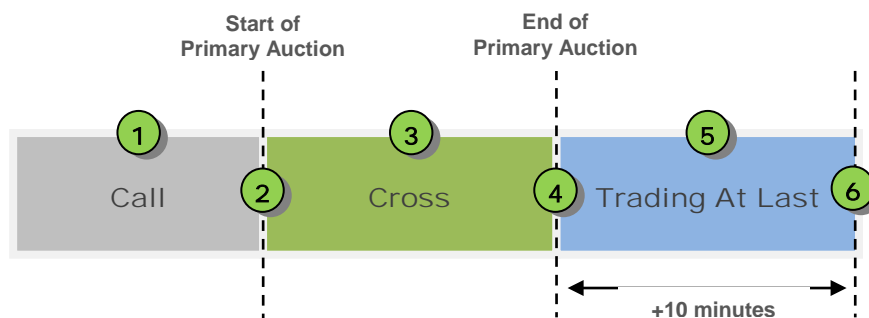 Start of
Primary Auction
End of
Primary Auction
1
3
5
Call
2
Cross
4
Trading At Last
6
+10 minutes